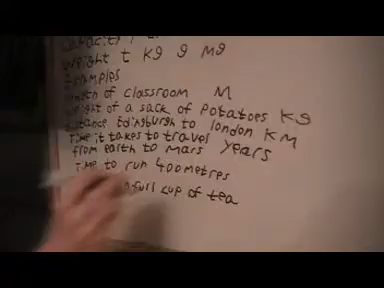 Capacity
weight t Kg g Mg
Examples
length of classroom M
weight of a sack of potatoes Kg
distance Edinburgh to london KM
Time it takes to travel years
from earth to Mars
Time to run 400metres
full cup of tea